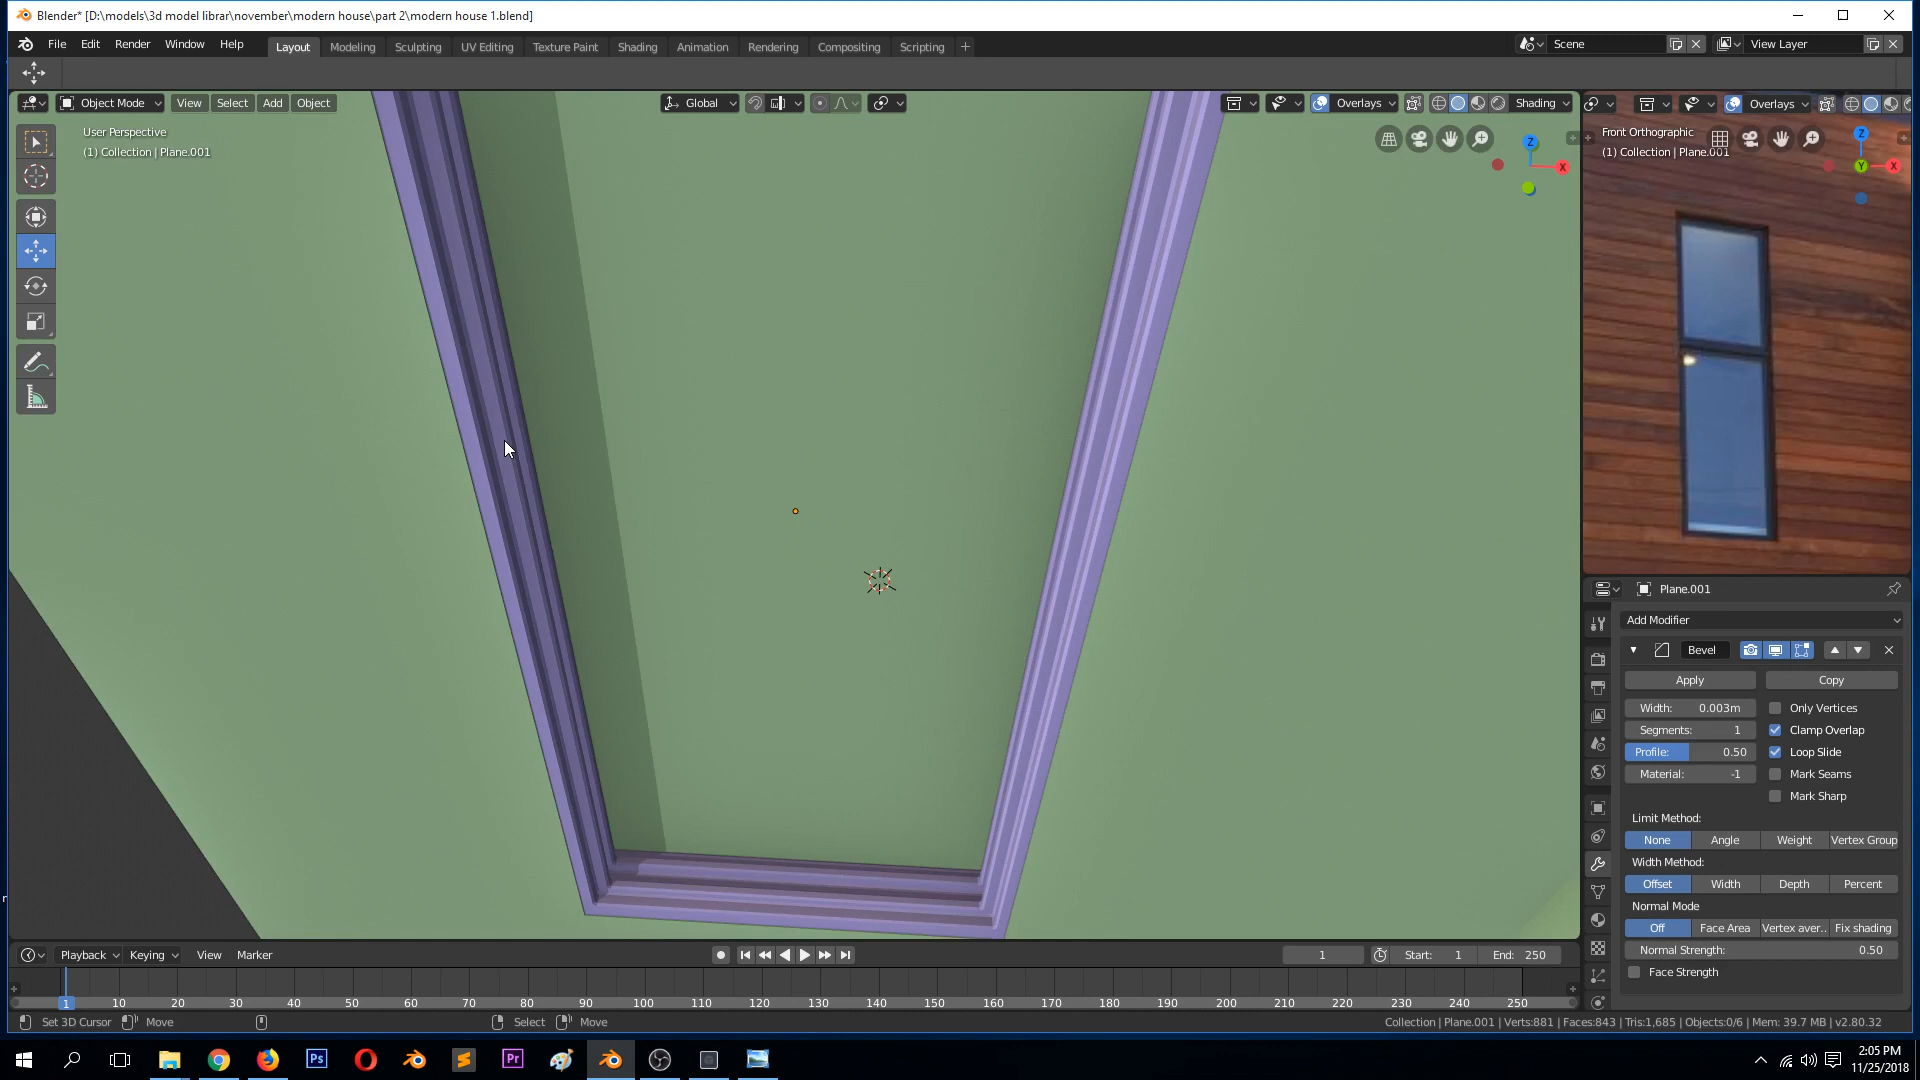 Blender* [D:\models\3d model librar\november\modern house\part 2\modern house 1.blend]
File Edit Render Window Help Layout Modeling Sculpting UV Editing Texture Paint Shading Animation Rendering Compositing Scripting + Scene View Layer
Object Mode View Select Add Object Global Overlays Shading Overlays
User Perspective
(1) Collection | Plane.001
Z
X
Front Orthographic
(1) Collection | Plane.001
Z
Y
X
Plane.001
Add Modifier
Bevel
Apply Copy
Width: 0.003m Only Vertices
Segments: 1 Clamp Overlap
Profile: 0.50 Loop Slide
Material: -1 Mark Seams
Mark Sharp
Limit Method:
None Angle Weight Vertex Group
Width Method:
Offset Width Depth Percent
Normal Mode
Off Face Area Vertex aver.. Fix shading
Normal Strength: 0.50
Face Strength
Playback Keying View Marker 1 Start: 1 End: 250
1 10 20 30 40 50 60 70 80 90 100 110 120 130 140 150 160 170 180 190 200 210 220 230 240 250
Set 3D Cursor Move Select Move Collection | Plane.001 | Verts:881 | Faces:843 | Tris:1,685 | Objects:0/6 | Mem: 39.7 MB | v2.80.32
Ps Pr
2:05 PM
11/25/2018